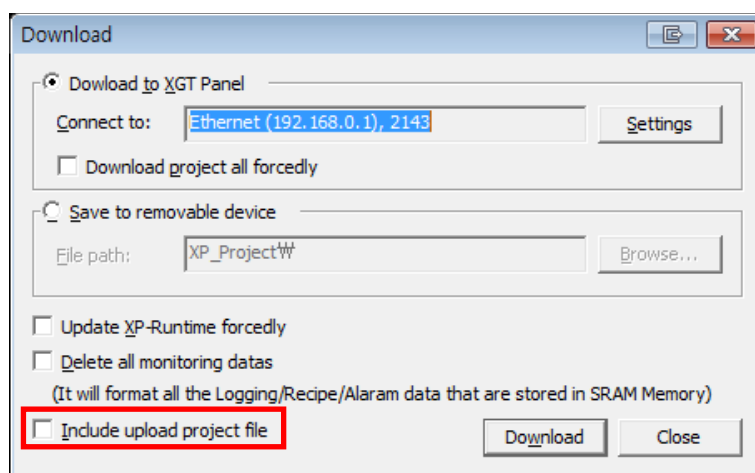 Download
Dowload to XGT Panel
Connect to: Ethernet (192.168.0.1), 2143 Settings
Download project all forcedly
Save to removable device
File path: XP_Project₩ Browse...
Update XP-Runtime forcedly
Delete all monitoring datas
(It will format all the Logging/Recipe/Alaram data that are stored in SRAM Memory)
Include upload project file Download Close